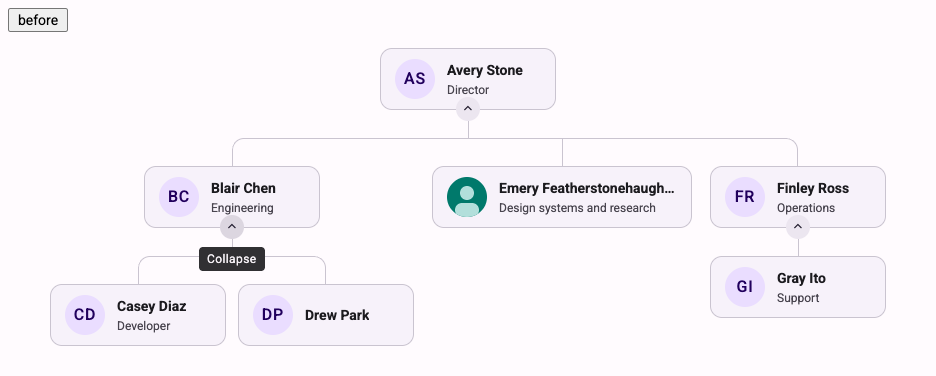 before
AS
Avery Stone
Director
BC
Blair Chen
Engineering
Emery Featherstonehaugh...
Design systems and research
FR
Finley Ross
Operations
Collapse
CD
Casey Diaz
Developer
DP
Drew Park
GI
Gray Ito
Support